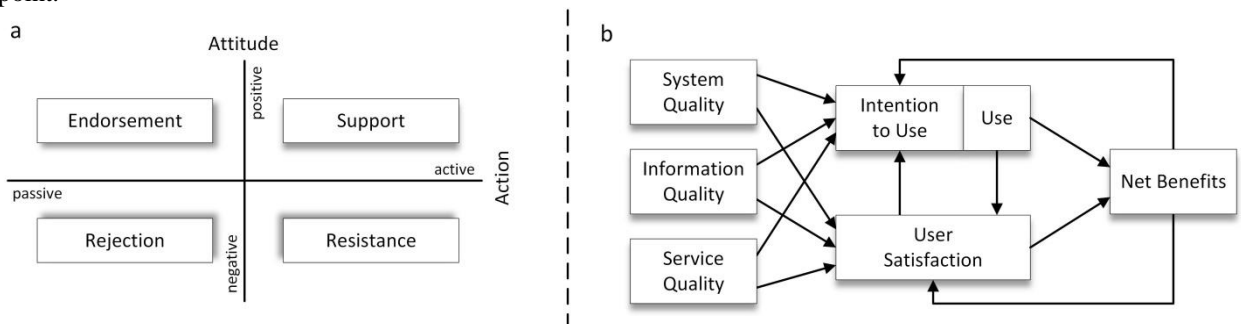 point.
a
Attitude
positive
Endorsement
Support
active
passive
Action
Rejection
Resistance
negative
b
System
Quality
Information
Quality
Service
Quality
Intention
to Use
Use
User
Satisfaction
Net Benefits